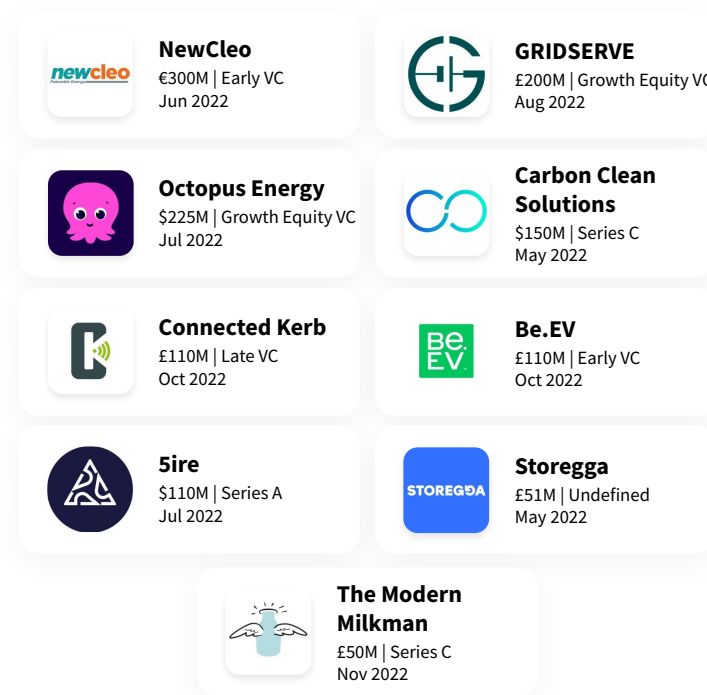 newcleo
Futurable Energy
NewCleo
€300M | Early VC
Jun 2022
GRIDSERVE
£200M | Growth Equity VC
Aug 2022
Octopus Energy
$225M | Growth Equity VC
Jul 2022
Carbon Clean
Solutions
$150M | Series C
May 2022
Connected Kerb
£110M | Late VC
Oct 2022
Be.
EV.
Be.EV
£110M | Early VC
Oct 2022
5ire
$110M | Series A
Jul 2022
STOREGGA
Storegga
£51M | Undefined
May 2022
The Modern
Milkman
£50M | Series C
Nov 2022